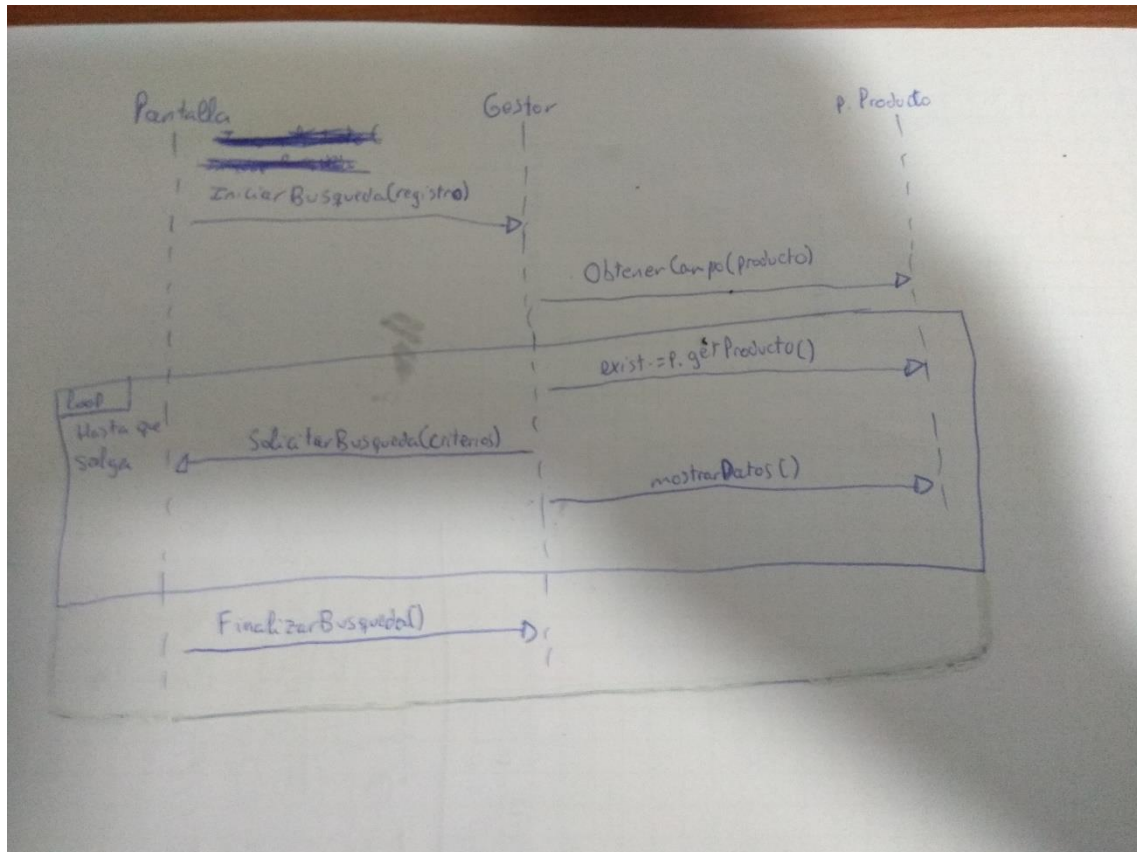 Pantalla
Gestor
p. Producto
IniciarBusqueda(registro)
ObtenerCampo(producto)
exist:=p.getProducto()
loop
Hasta que
salga
SolicitarBusqueda(criterios)
mostrarDatos()
FinalizarBusqueda()